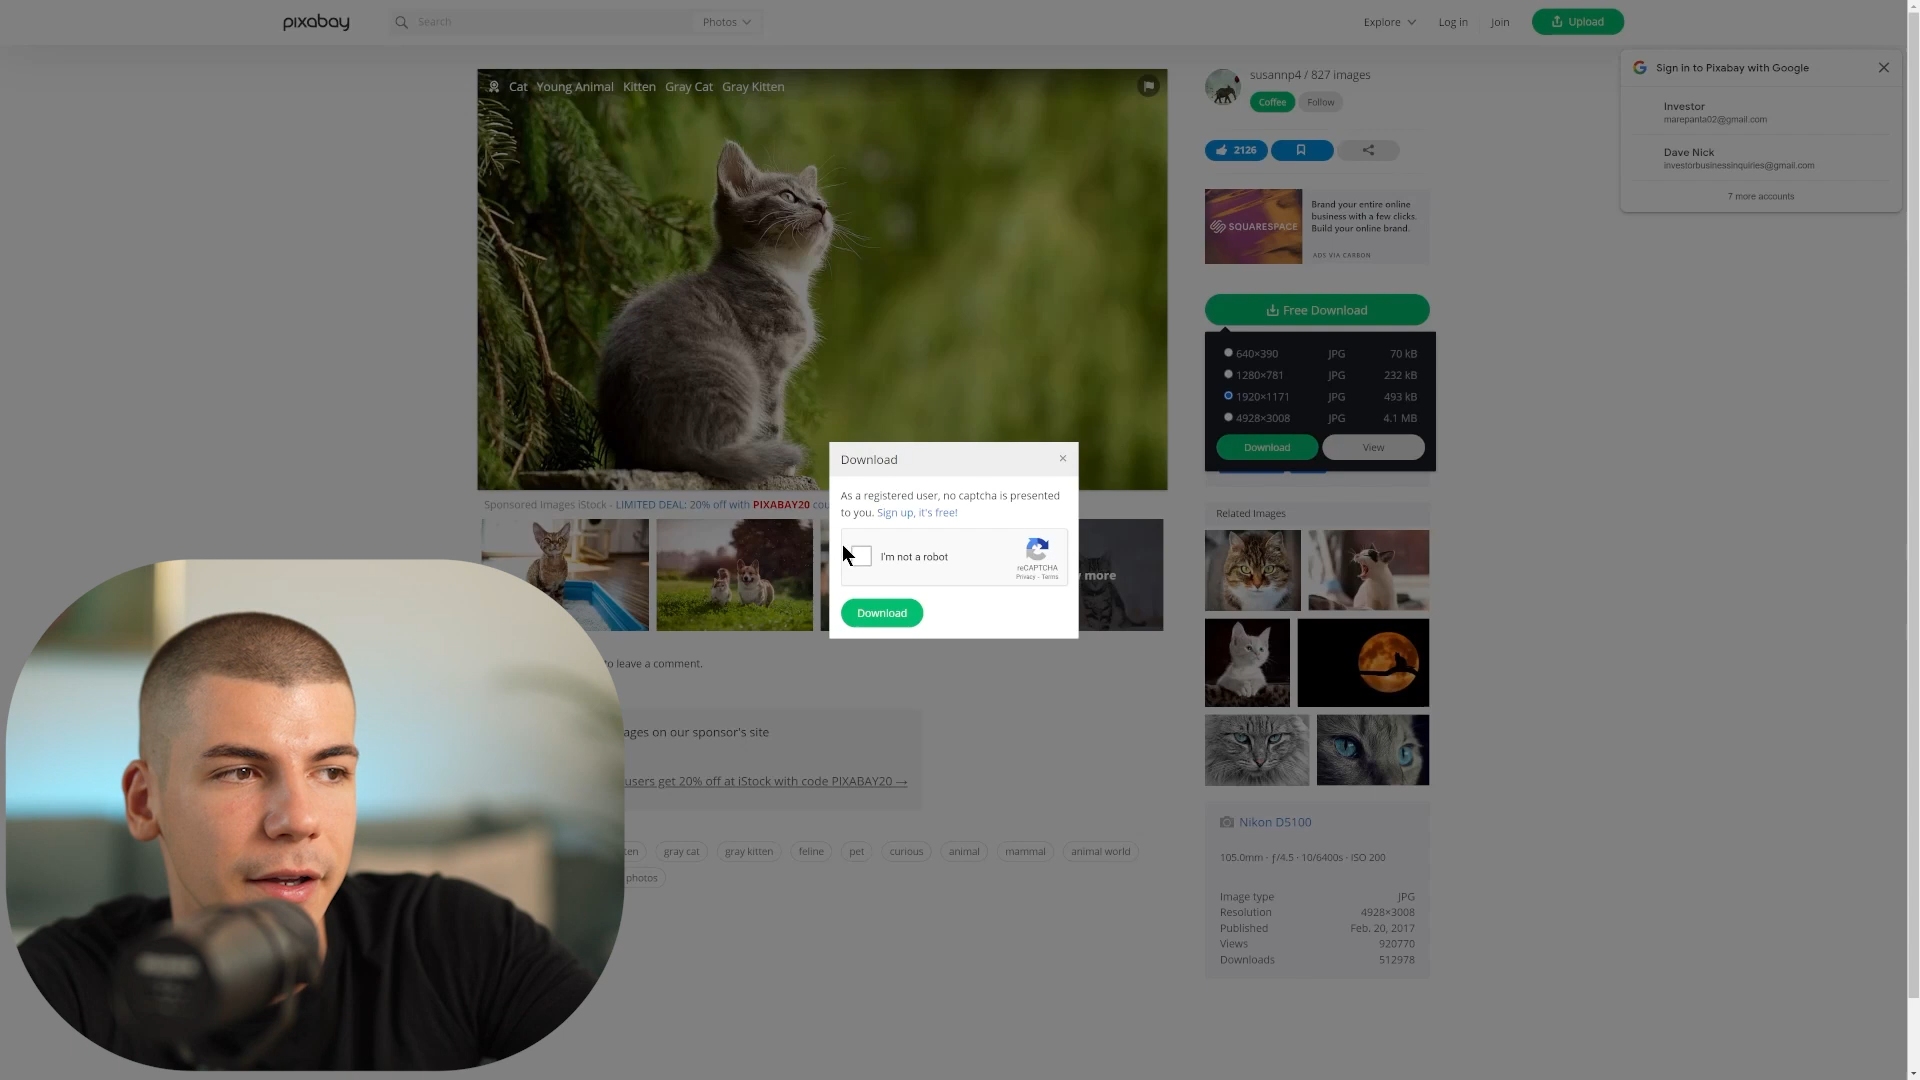 pixabay
Search
Photos
Explore
Log in
Join
Upload
Sign in to Pixabay with Google
Investor
marepanta02@gmail.com
Dave Nick
investorbusinessinquiries@gmail.com
7 more accounts
Cat Young Animal Kitten Gray Cat Gray Kitten
susannp4 / 827 images
Coffee
Follow
2126
SQUARESPACE
Brand your entire online
business with a few clicks.
Build your online brand.
ADS VIA CARBON
Free Download
640×390 JPG 70 kB
1280×781 JPG 232 kB
1920×1171 JPG 493 kB
4928×3008 JPG 4.1 MB
Download
View
Sponsored Images iStock - LIMITED DEAL: 20% off with PIXABAY20 cou
Download
×
As a registered user, no captcha is presented
to you. Sign up, it's free!
I'm not a robot
reCAPTCHA
Privacy - Terms
Download
more
to leave a comment.
ages on our sponsor's site
users get 20% off at iStock with code PIXABAY20 →
ten
gray cat
gray kitten
feline
pet
curious
animal
mammal
animal world
photos
Related Images
Nikon D5100
105.0mm · ƒ/4.5 · 10/6400s · ISO 200
Image type JPG
Resolution 4928×3008
Published Feb. 20, 2017
Views 920770
Downloads 512978